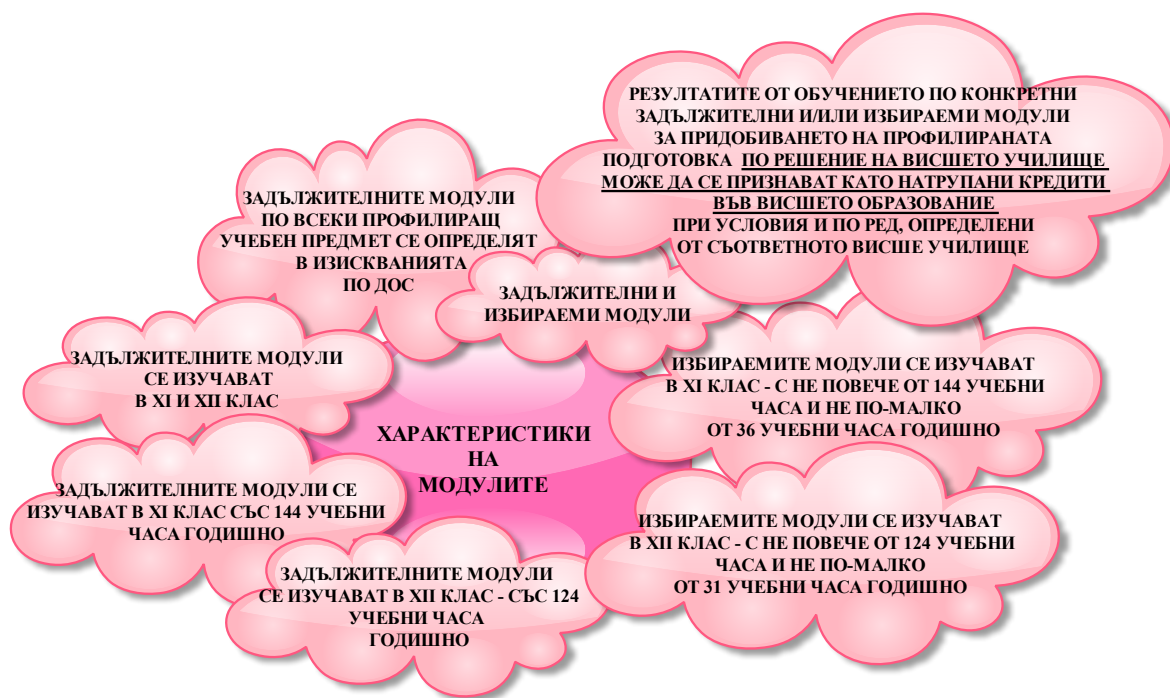 РЕЗУЛТАТИТЕ ОТ ОБУЧЕНИЕТО ПО КОНКРЕТНИ
ЗАДЪЛЖИТЕЛНИ И/ИЛИ ИЗБИРАЕМИ МОДУЛИ
ЗА ПРИДОБИВАНЕТО НА ПРОФИЛИРАНАТА
ПОДГОТОВКА ПО РЕШЕНИЕ НА ВИСШЕТО УЧИЛИЩЕ
МОЖЕ ДА СЕ ПРИЗНАВАТ КАТО НАТРУПАНИ КРЕДИТИ
ВЪВ ВИСШЕТО ОБРАЗОВАНИЕ
ПРИ УСЛОВИЯ И ПО РЕД, ОПРЕДЕЛЕНИ
ОТ СЪОТВЕТНОТО ВИСШЕ УЧИЛИЩЕ
ЗАДЪЛЖИТЕЛНИТЕ МОДУЛИ
ПО ВСЕКИ ПРОФИЛИРАЩ
УЧЕБЕН ПРЕДМЕТ СЕ ОПРЕДЕЛЯТ
В ИЗИСКВАНИЯТА
ПО ДОС
ЗАДЪЛЖИТЕЛНИ И
ИЗБИРАЕМИ МОДУЛИ
ЗАДЪЛЖИТЕЛНИТЕ МОДУЛИ
СЕ ИЗУЧАВАТ
В XI И XII КЛАС
ИЗБИРАЕМИТЕ МОДУЛИ СЕ ИЗУЧАВАТ
В XI КЛАС - С НЕ ПОВЕЧЕ ОТ 144 УЧЕБНИ
ЧАСА И НЕ ПО-МАЛКО
ОТ 36 УЧЕБНИ ЧАСА ГОДИШНО
ХАРАКТЕРИСТИКИ
НА
МОДУЛИТЕ
ЗАДЪЛЖИТЕЛНИТЕ МОДУЛИ СЕ
ИЗУЧАВАТ В XI КЛАС СЪС 144 УЧЕБНИ
ЧАСА ГОДИШНО
ИЗБИРАЕМИТЕ МОДУЛИ СЕ ИЗУЧАВАТ
В XII КЛАС - С НЕ ПОВЕЧЕ ОТ 124 УЧЕБНИ
ЧАСА И НЕ ПО-МАЛКО
ОТ 31 УЧЕБНИ ЧАСА ГОДИШНО
ЗАДЪЛЖИТЕЛНИТЕ МОДУЛИ
СЕ ИЗУЧАВАТ В XII КЛАС - СЪС 124
УЧЕБНИ ЧАСА
ГОДИШНО